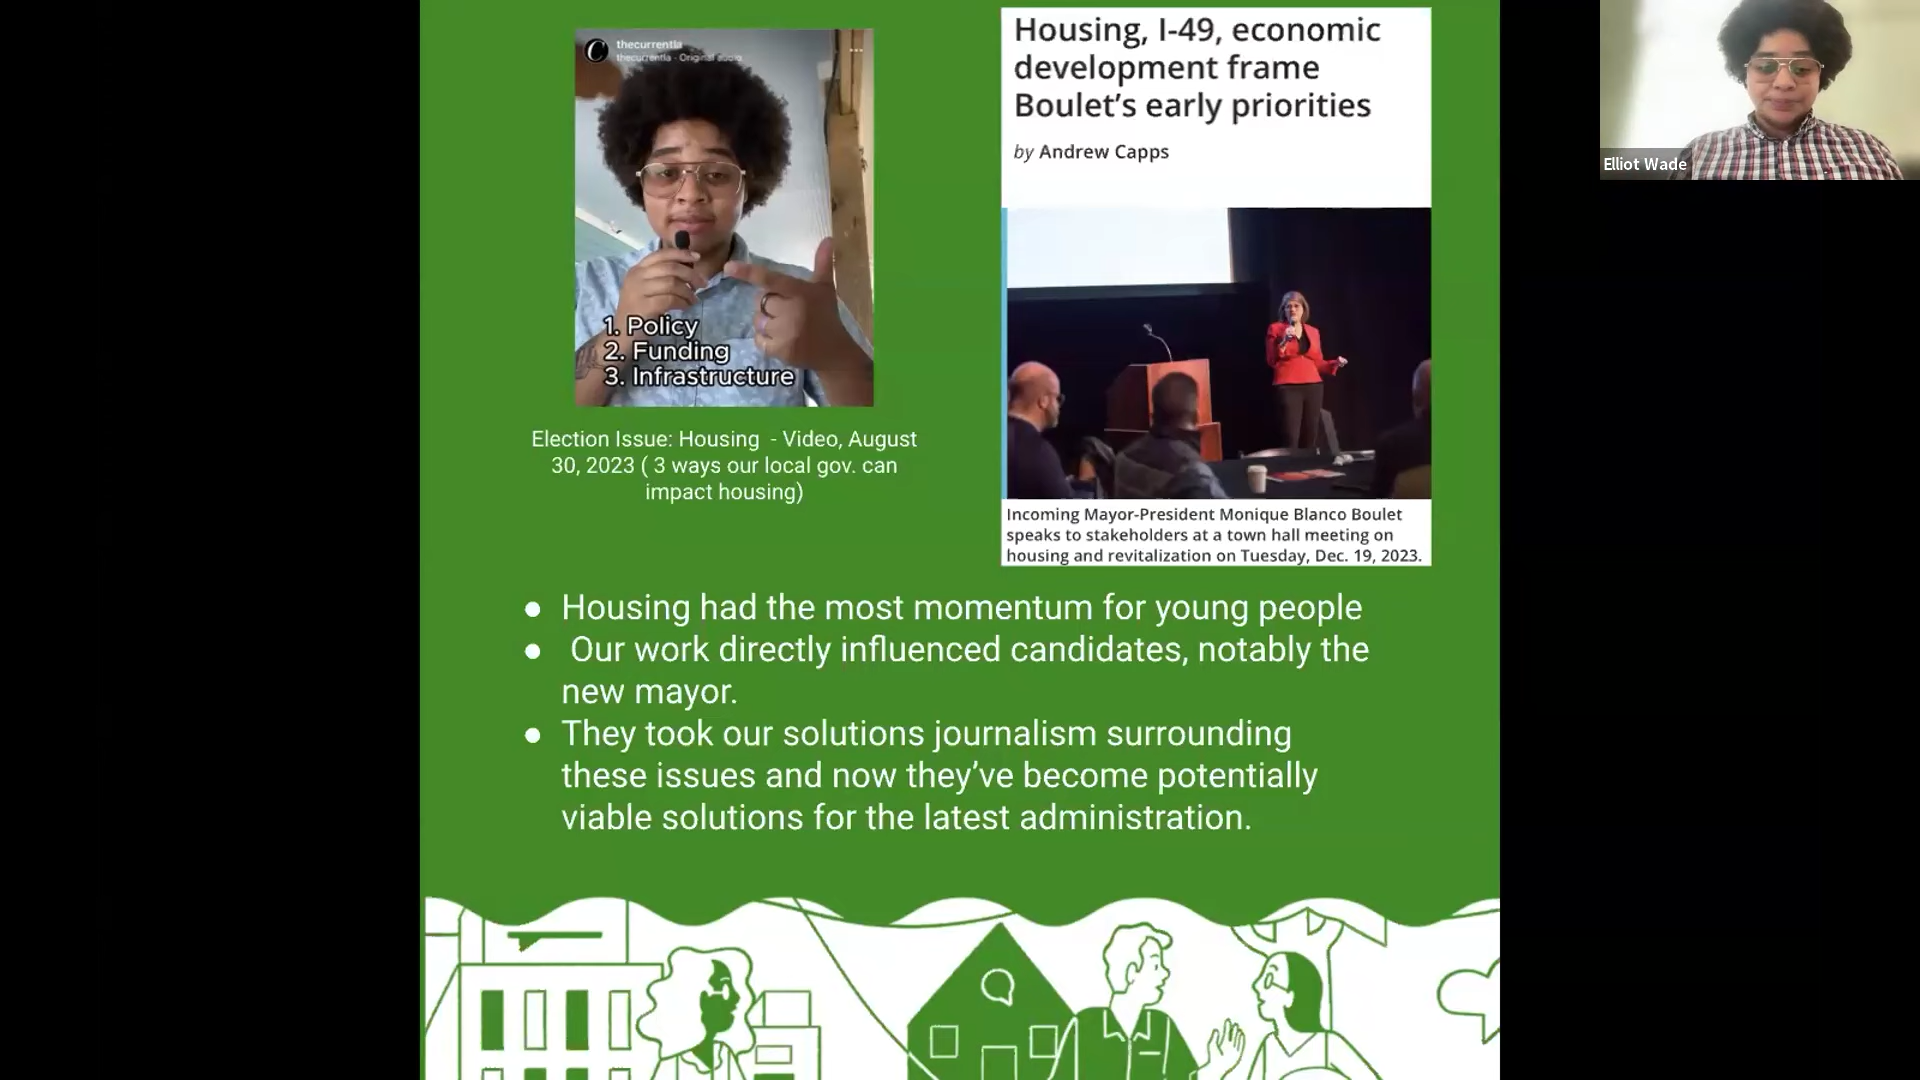 thecurrentla
thecurrentla · Original audio
1. Policy
2. Funding
3. Infrastructure
Election Issue: Housing - Video, August
30, 2023 ( 3 ways our local gov. can
impact housing)
Housing, I-49, economic
development frame
Boulet’s early priorities
by Andrew Capps
Incoming Mayor-President Monique Blanco Boulet
speaks to stakeholders at a town hall meeting on
housing and revitalization on Tuesday, Dec. 19, 2023.
● Housing had the most momentum for young people
● Our work directly influenced candidates, notably the
new mayor.
● They took our solutions journalism surrounding
these issues and now they’ve become potentially
viable solutions for the latest administration.
Elliot Wade